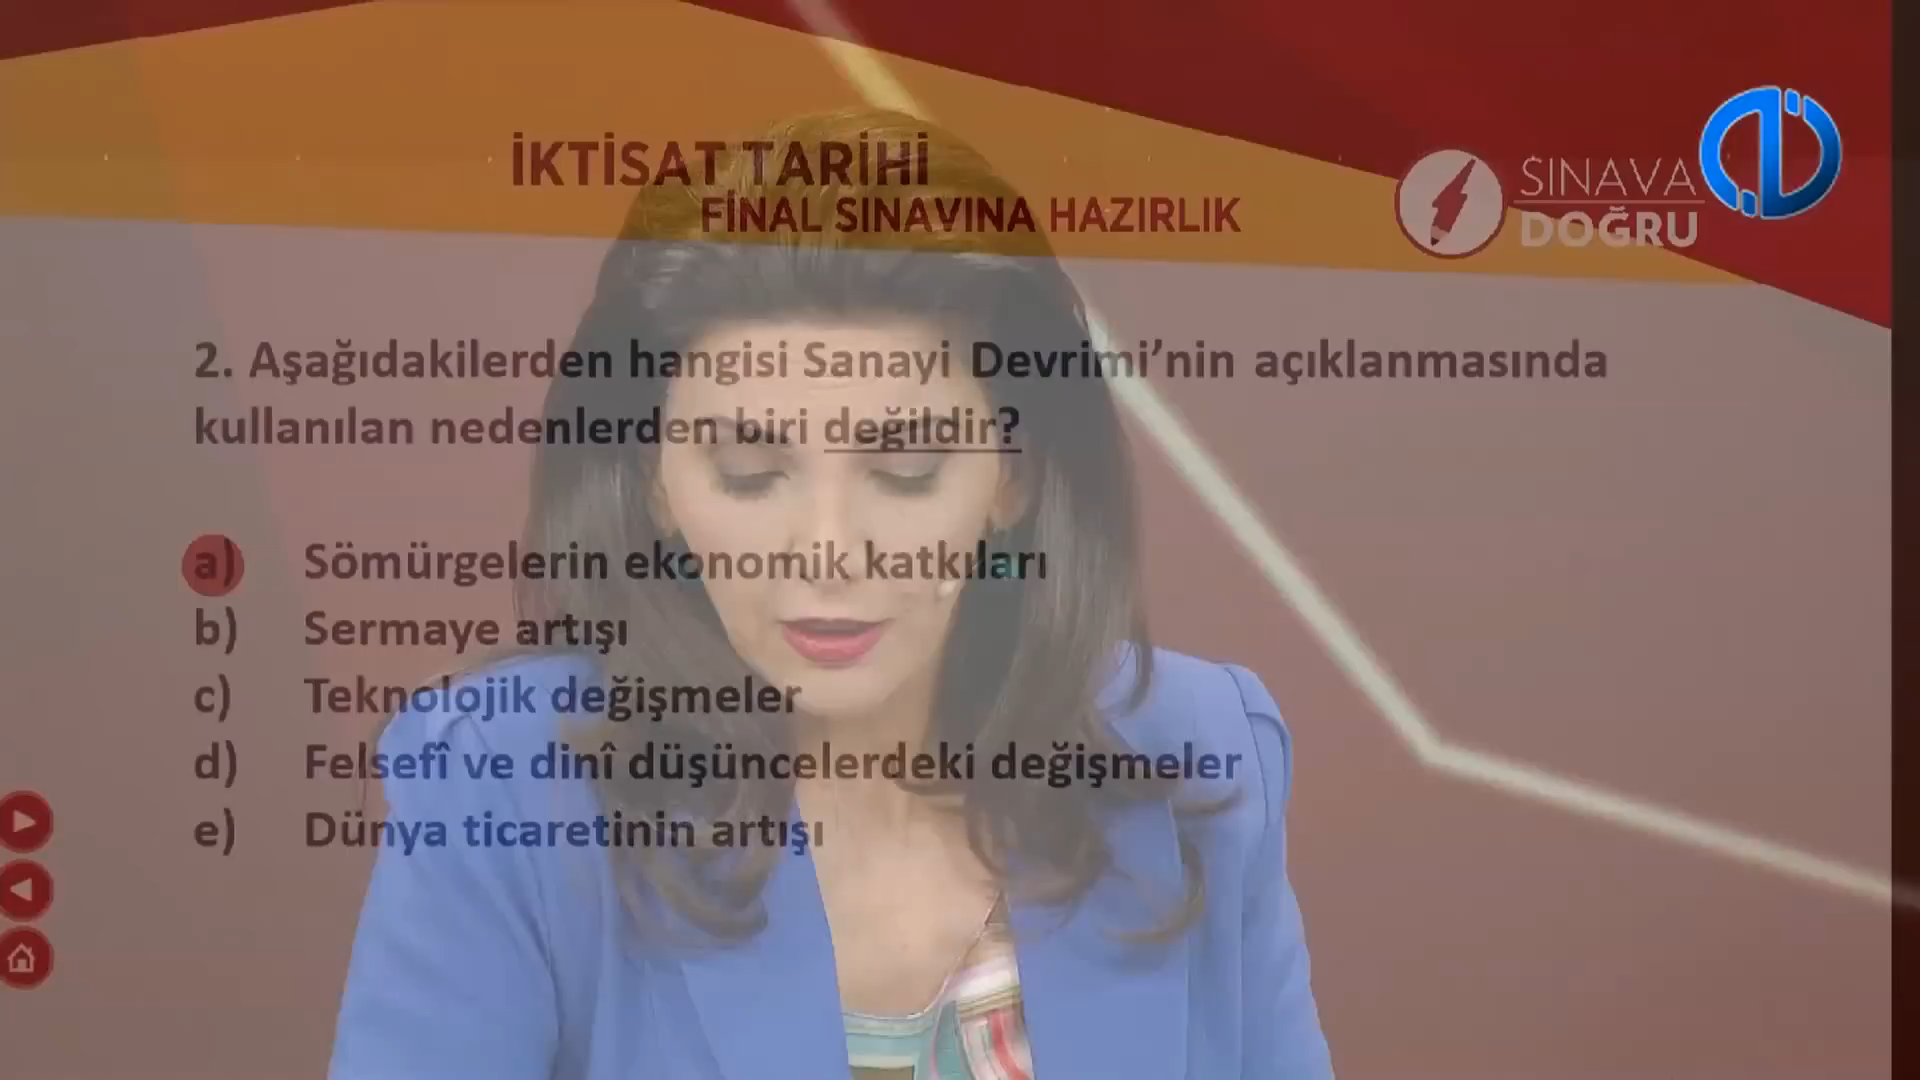 İKTİSAT TARİHİ
FİNAL SINAVINA HAZIRLIK
SINAVA
DOĞRU
2. Aşağıdakilerden hangisi Sanayi Devrimi’nin açıklanmasında
kullanılan nedenlerden biri değildir?
a) Sömürgelerin ekonomik katkıları
b) Sermaye artışı
c) Teknolojik değişmeler
d) Felsefî ve dinî düşüncelerdeki değişmeler
e) Dünya ticaretinin artışı